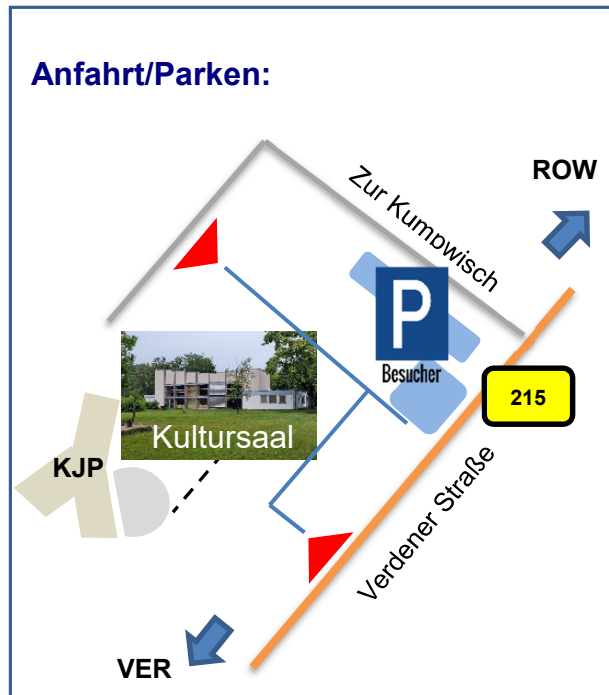 Anfahrt/Parken:
ROW
Zur Kumpwisch
P
Besucher
215
Kultursaal
KJP
Verdener Straße
VER